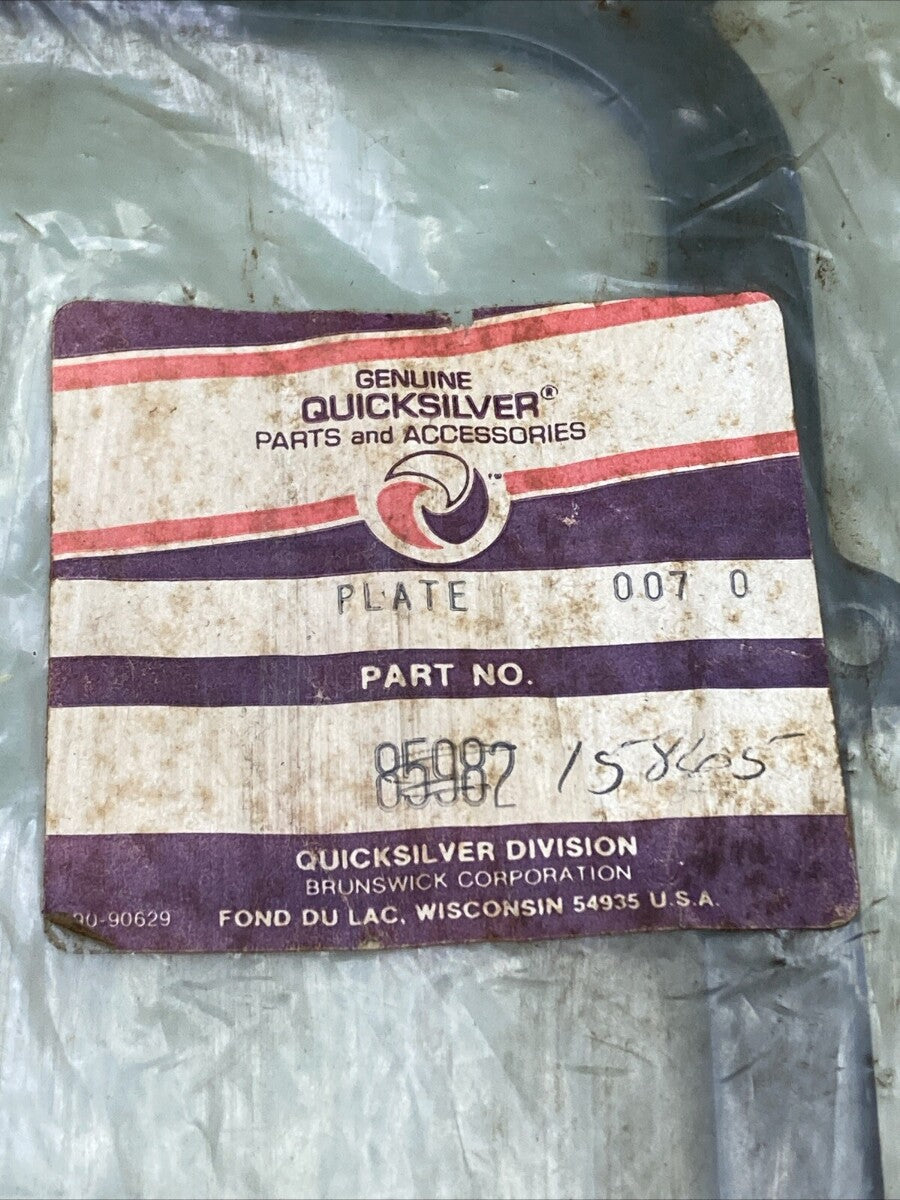 GENUINE
QUICKSILVER®
PARTS and ACCESSORIES
PLATE 007 0
PART NO.
85982 15865
QUICKSILVER DIVISION
BRUNSWICK CORPORATION
90-90629 FOND DU LAC, WISCONSIN 54935 U.S.A.